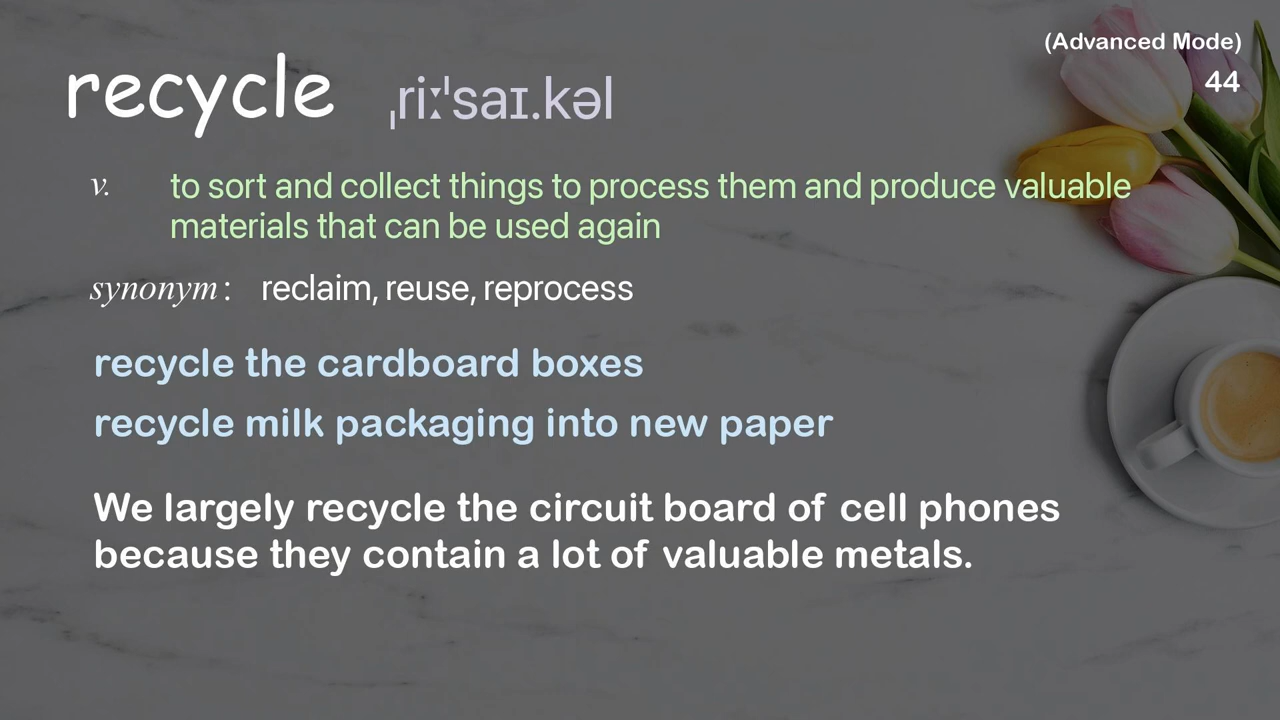 (Advanced Mode)
44
recycle ˌriːˈsaɪ.kəl
v. to sort and collect things to process them and produce valuable
materials that can be used again
synonym : reclaim, reuse, reprocess
recycle the cardboard boxes
recycle milk packaging into new paper
We largely recycle the circuit board of cell phones
because they contain a lot of valuable metals.